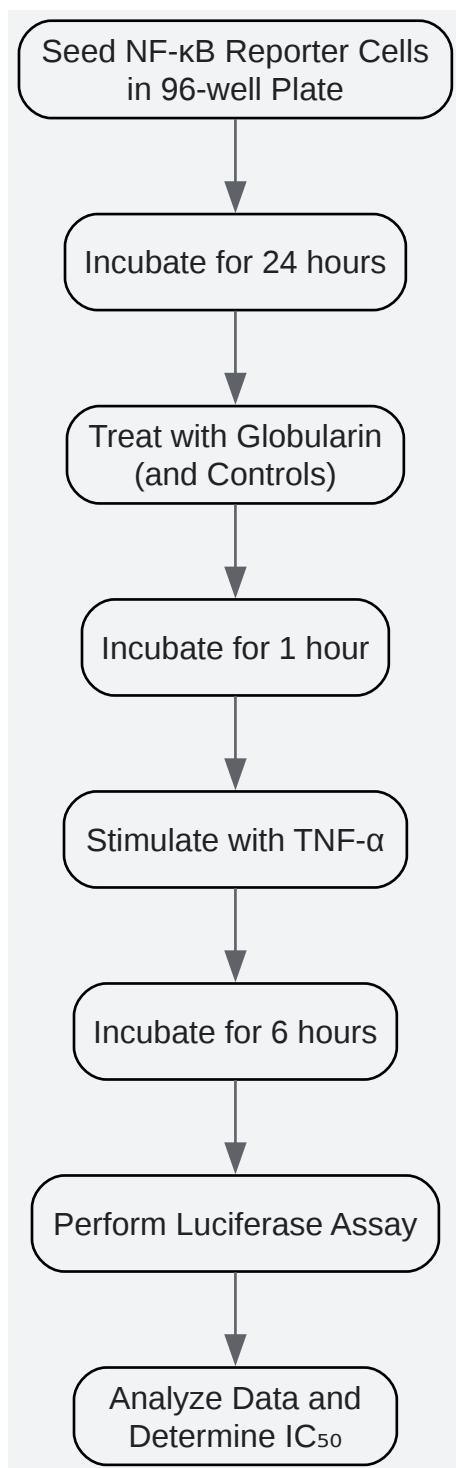 Seed NF-κB Reporter Cells
in 96-well Plate
Incubate for 24 hours
Treat with Globularin
(and Controls)
Incubate for 1 hour
Stimulate with TNF-α
Incubate for 6 hours
Perform Luciferase Assay
Analyze Data and
Determine IC₅₀